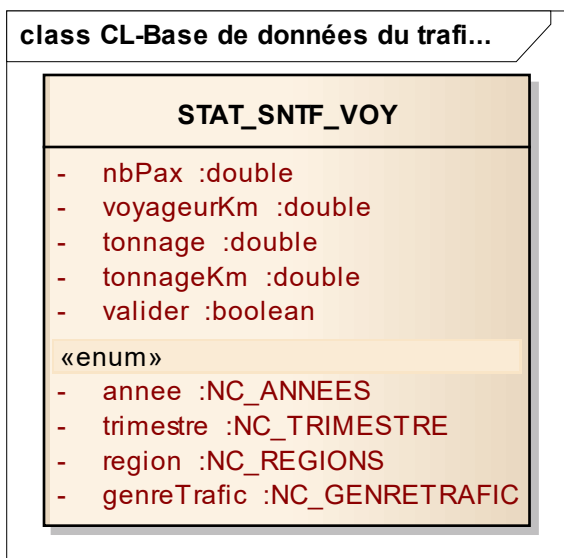 class CL-Base de données du trafi...
STAT_SNTF_VOY
- nbPax :double
- voyageurKm :double
- tonnage :double
- tonnageKm :double
- valider :boolean
«enum»
- annee :NC_ANNEES
- trimestre :NC_TRIMESTRE
- region :NC_REGIONS
- genreTrafic :NC_GENRETRAFIC